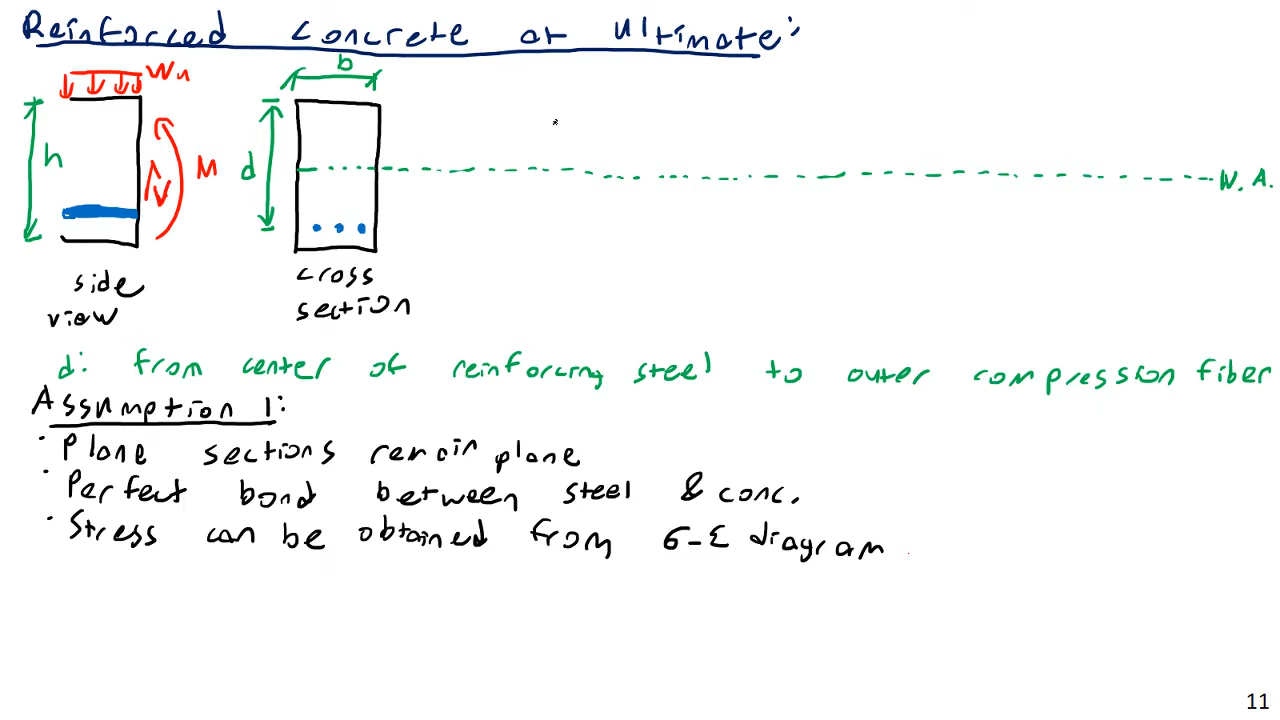 Reinforced Concrete at Ultimate:
Wu
b
h
M
d
N.A.
side
view
cross
section
d: from center of reinforcing steel to outer compression fiber
Assumption 1:
· Plane sections remain plane
· Perfect bond between steel & conc.
· Stress can be obtained from σ-ε diagram
11